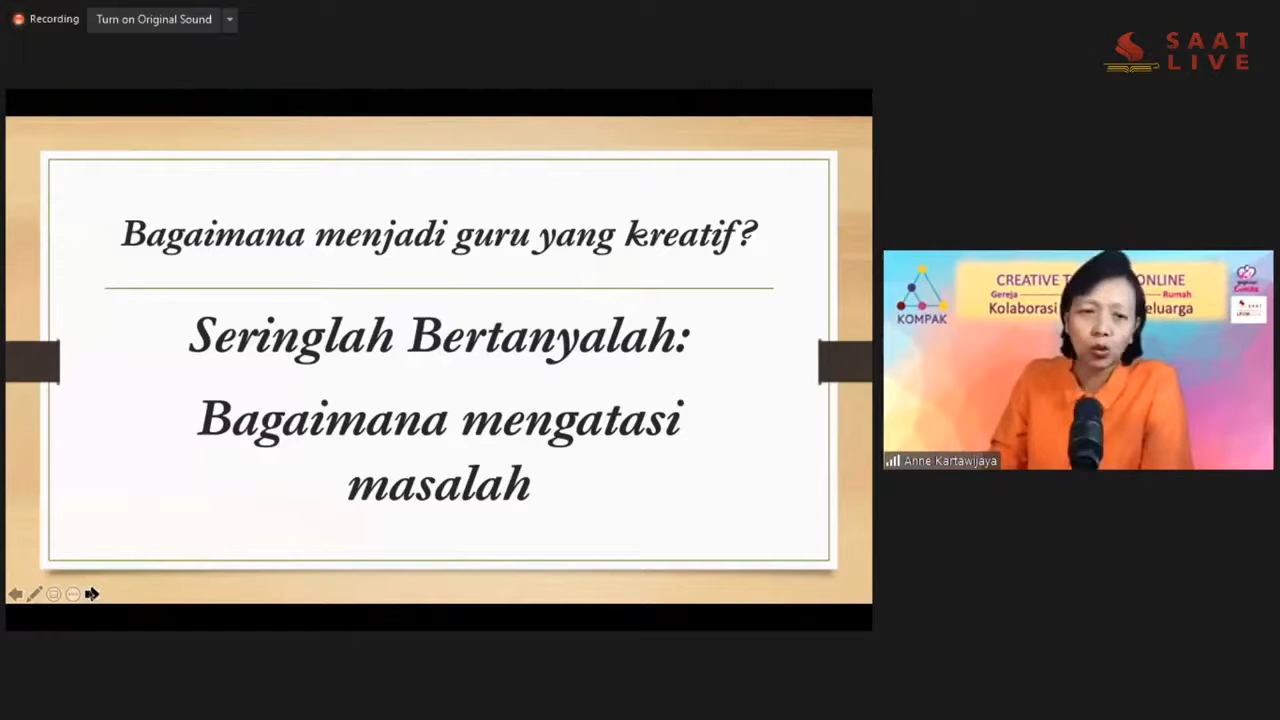 Recording
Turn on Original Sound
SAAT
LIVE
Bagaimana menjadi guru yang kreatif?
Seringlah Bertanyalah:
Bagaimana mengatasi
masalah
CREATIVE T ONLINE
Gereja Rumah
Kolaborasi eluarga
KOMPAK
Anne Kartawijaya